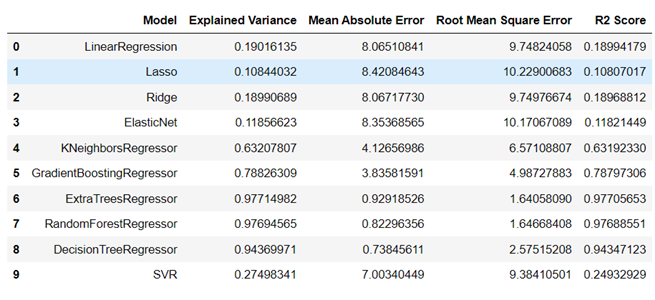 Model Explained Variance Mean Absolute Error Root Mean Square Error R2 Score
0 LinearRegression 0.19016135 8.06510841 9.74824058 0.18994179
1 Lasso 0.10844032 8.42084643 10.22900683 0.10807017
2 Ridge 0.18990689 8.06717730 9.74976674 0.18968812
3 ElasticNet 0.11856623 8.35368565 10.17067089 0.11821449
4 KNeighborsRegressor 0.63207807 4.12656986 6.57108807 0.63192330
5 GradientBoostingRegressor 0.78826309 3.83581591 4.98727883 0.78797306
6 ExtraTreesRegressor 0.97714982 0.92918526 1.64058090 0.97705653
7 RandomForestRegressor 0.97694565 0.82296356 1.64668408 0.97688551
8 DecisionTreeRegressor 0.94369971 0.73845611 2.57515208 0.94347123
9 SVR 0.27498341 7.00340449 9.38410501 0.24932929